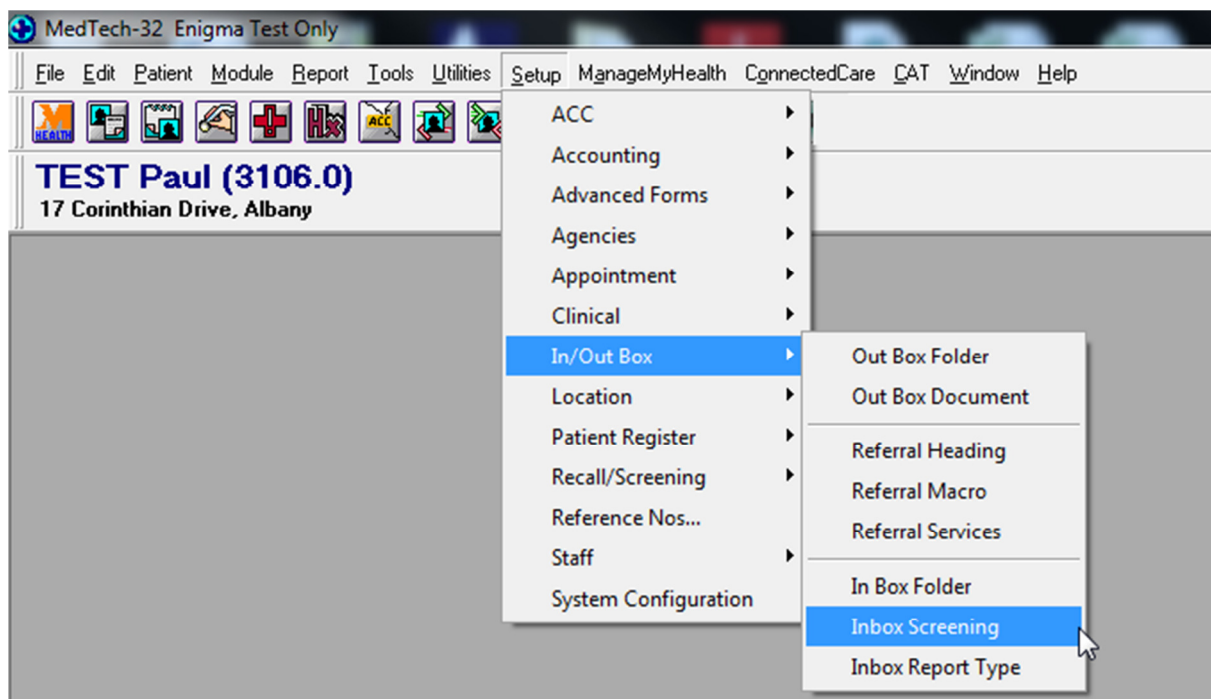 MedTech-32 Enigma Test Only
File Edit Patient Module Report Tools Utilities Setup ManageMyHealth ConnectedCare CAT Window Help
M HEALTH Hx ACC
TEST Paul (3106.0)
17 Corinthian Drive, Albany
ACC
Accounting
Advanced Forms
Agencies
Appointment
Clinical
In/Out Box
Location
Patient Register
Recall/Screening
Reference Nos...
Staff
System Configuration
Out Box Folder
Out Box Document
Referral Heading
Referral Macro
Referral Services
In Box Folder
Inbox Screening
Inbox Report Type